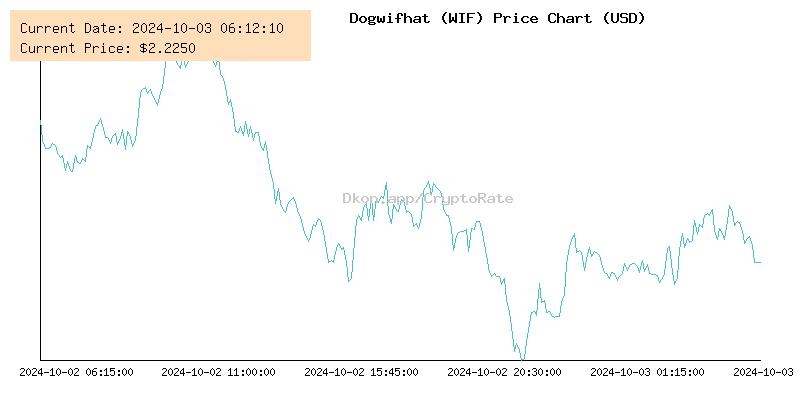 Dogwifhat (WIF) Price Chart (USD)
Current Date: 2024-10-03 06:12:10
Current Price: $2.2250
Dkop.app/CryptoRate
2024-10-02 06:15:00 2024-10-02 11:00:00 2024-10-02 15:45:00 2024-10-02 20:30:00 2024-10-03 01:15:00 2024-10-03